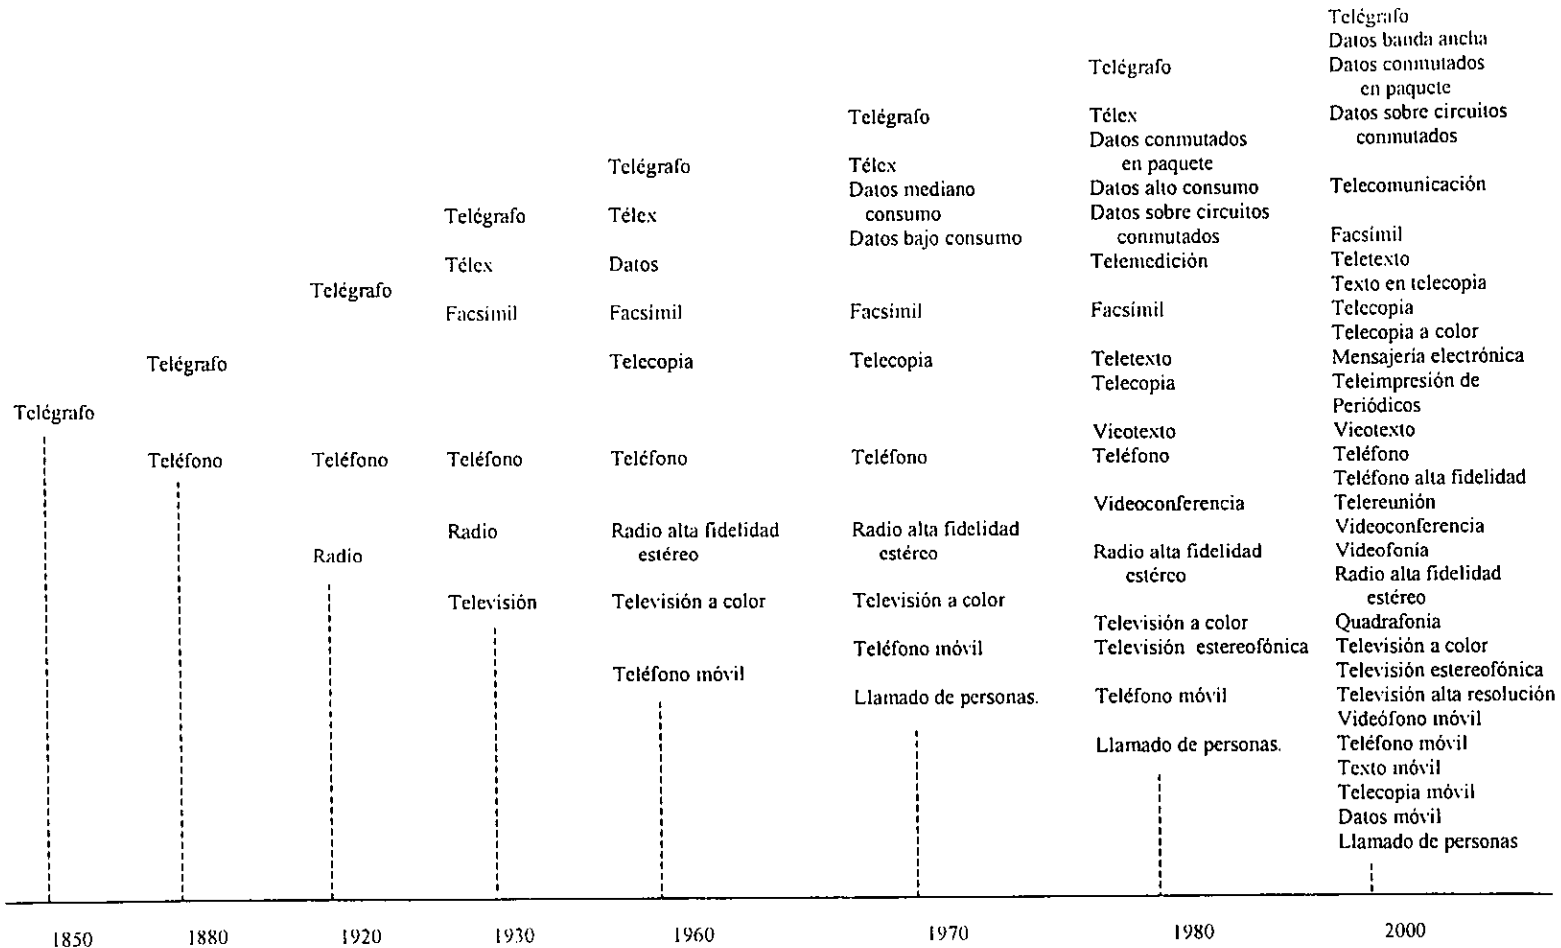 Telégrafo
1850
Telégrafo
Teléfono
1880
Telégrafo
Teléfono
Radio
1920
Telégrafo
Télex
Facsímil
Teléfono
Radio
Televisión
1930
Telégrafo
Télex
Datos
Facsímil
Telecopia
Teléfono
Radio alta fidelidad
estéreo
Televisión a color
Teléfono móvil
1960
Telégrafo
Télex
Datos mediano
consumo
Datos bajo consumo
Facsímil
Telecopia
Teléfono
Radio alta fidelidad
estéreo
Televisión a color
Teléfono móvil
Llamado de personas.
1970
Telégrafo
Télex
Datos conmutados
en paquete
Datos alto consumo
Datos sobre circuitos
conmutados
Telemedición
Facsímil
Teletexto
Telecopia
Vicotexto
Teléfono
Videoconferencia
Radio alta fidelidad
estéreo
Televisión a color
Televisión estereofónica
Teléfono móvil
Llamado de personas.
1980
Telégrafo
Datos banda ancha
Datos conmutados
en paquete
Datos sobre circuitos
conmutados
Telecomunicación
Facsímil
Teletexto
Texto en telecopia
Telecopia
Telecopia a color
Mensajería electrónica
Teleimpresión de
Periódicos
Vicotexto
Teléfono
Teléfono alta fidelidad
Telereunión
Videoconferencia
Videofonía
Radio alta fidelidad
estéreo
Quadrafonía
Televisión a color
Televisión estereofónica
Televisión alta resolución
Videófono móvil
Teléfono móvil
Texto móvil
Telecopia móvil
Datos móvil
Llamado de personas
2000